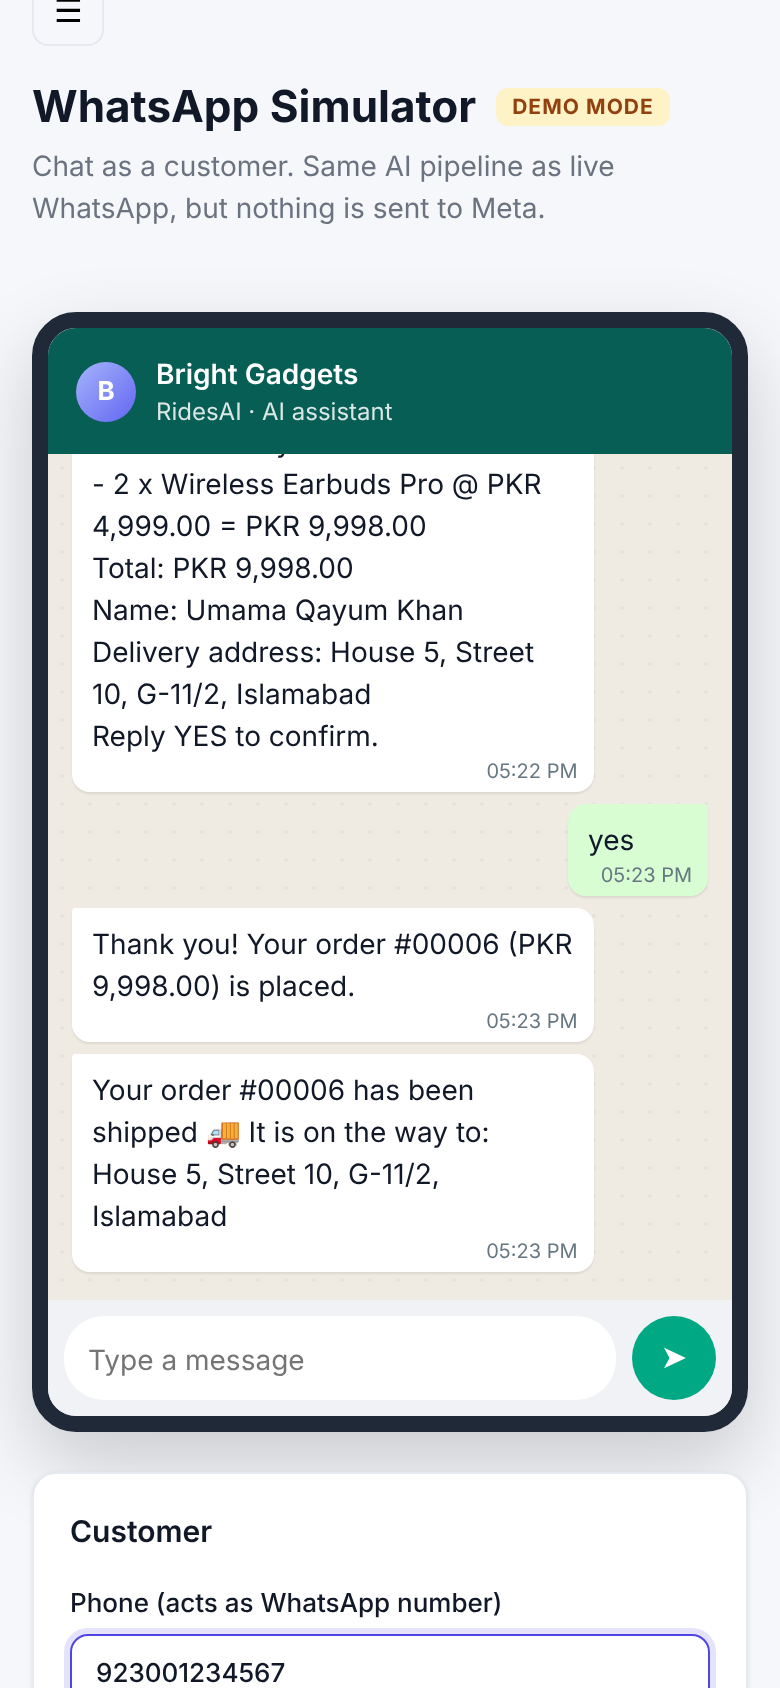 WhatsApp Simulator DEMO MODE
Chat as a customer. Same AI pipeline as live
WhatsApp, but nothing is sent to Meta.
B
Bright Gadgets
RidesAI · AI assistant
- 2 x Wireless Earbuds Pro @ PKR
4,999.00 = PKR 9,998.00
Total: PKR 9,998.00
Name: Umama Qayum Khan
Delivery address: House 5, Street
10, G-11/2, Islamabad
Reply YES to confirm.
05:22 PM
yes
05:23 PM
Thank you! Your order #00006 (PKR
9,998.00) is placed.
05:23 PM
Your order #00006 has been
shipped 🚚 It is on the way to:
House 5, Street 10, G-11/2,
Islamabad
05:23 PM
Type a message
Customer
Phone (acts as WhatsApp number)
923001234567